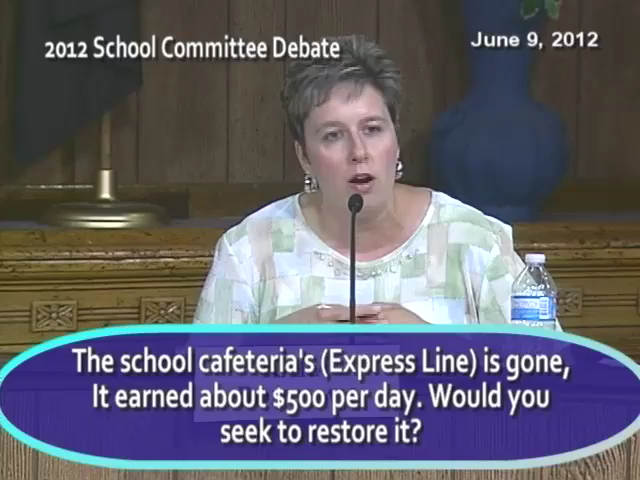 2012 School Committee Debate
June 9, 2012
The school cafeteria's (Express Line) is gone,
It earned about $500 per day. Would you
seek to restore it?